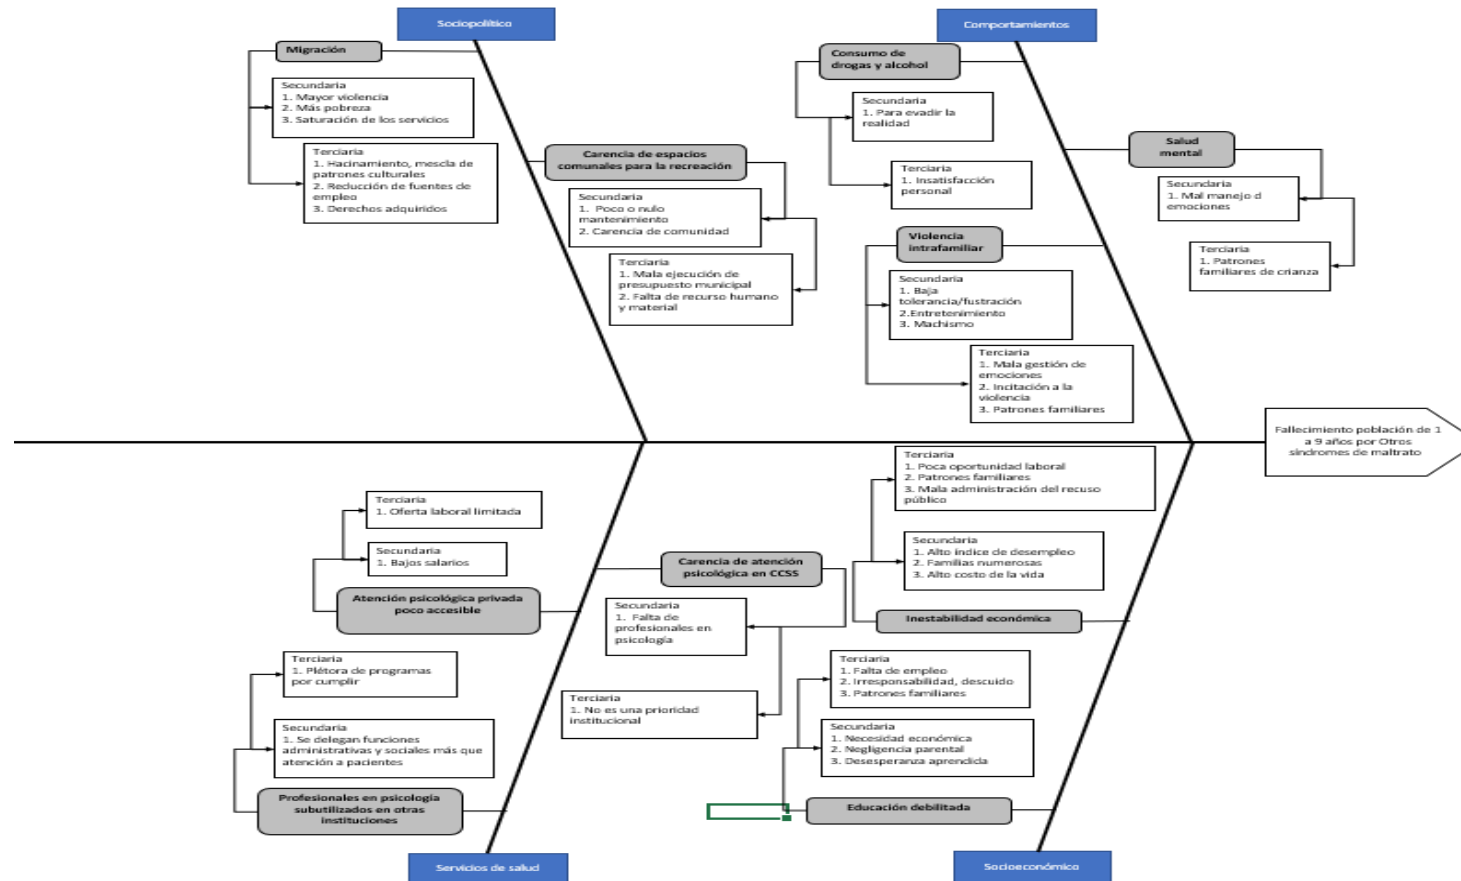 Sociopolítico
Migración
Secundaria
1. Mayor violencia
2. Más pobreza
3. Saturación de los servicios
Terciaria
1. Hacinamiento, mescla de
patrones culturales
2. Reducción de fuentes de
empleo
3. Derechos adquiridos
Carencia de espacios
comunales para la recreación
Secundaria
1. Poco o nulo
mantenimiento
2. Carencia de comunidad
Terciaria
1. Mala ejecución de
presupuesto municipal
2. Falta de recurso humano
y material
Comportamientos
Consumo de
drogas y alcohol
Secundaria
1. Para evadir la
realidad
Terciaria
1. Insatisfacción
personal
Salud
mental
Secundaria
1. Mal manejo d
emociones
Terciaria
1. Patrones
familiares de crianza
Violencia
intrafamiliar
Secundaria
1. Baja
tolerancia/fustración
2.Entretenimiento
3. Machismo
Terciaria
1. Mala gestión de
emociones
2. Incitación a la
violencia
3. Patrones familiares
Fallecimiento población de 1
a 9 años por Otros
síndromes de maltrato
Terciaria
1. Oferta laboral limitada
Secundaria
1. Bajos salarios
Atención psicológica privada
poco accesible
Terciaria
1. Plétora de programas
por cumplir
Secundaria
1. Se delegan funciones
administrativas y sociales más que
atención a pacientes
Profesionales en psicología
subutilizados en otras
instituciones
Carencia de atención
psicológica en CCSS
Secundaria
1. Falta de
profesionales en
psicología
Terciaria
1. No es una prioridad
institucional
Servicios de salud
Terciaria
1. Poca oportunidad laboral
2. Patrones familiares
3. Mala administración del recuso
público
Secundaria
1. Alto índice de desempleo
2. Familias numerosas
3. Alto costo de la vida
Inestabilidad económica
Terciaria
1. Falta de empleo
2. Irresponsabilidad, descuido
3. Patrones familiares
Secundaria
1. Necesidad económica
2. Negligencia parental
3. Desesperanza aprendida
Educación debilitada
Socioeconómico